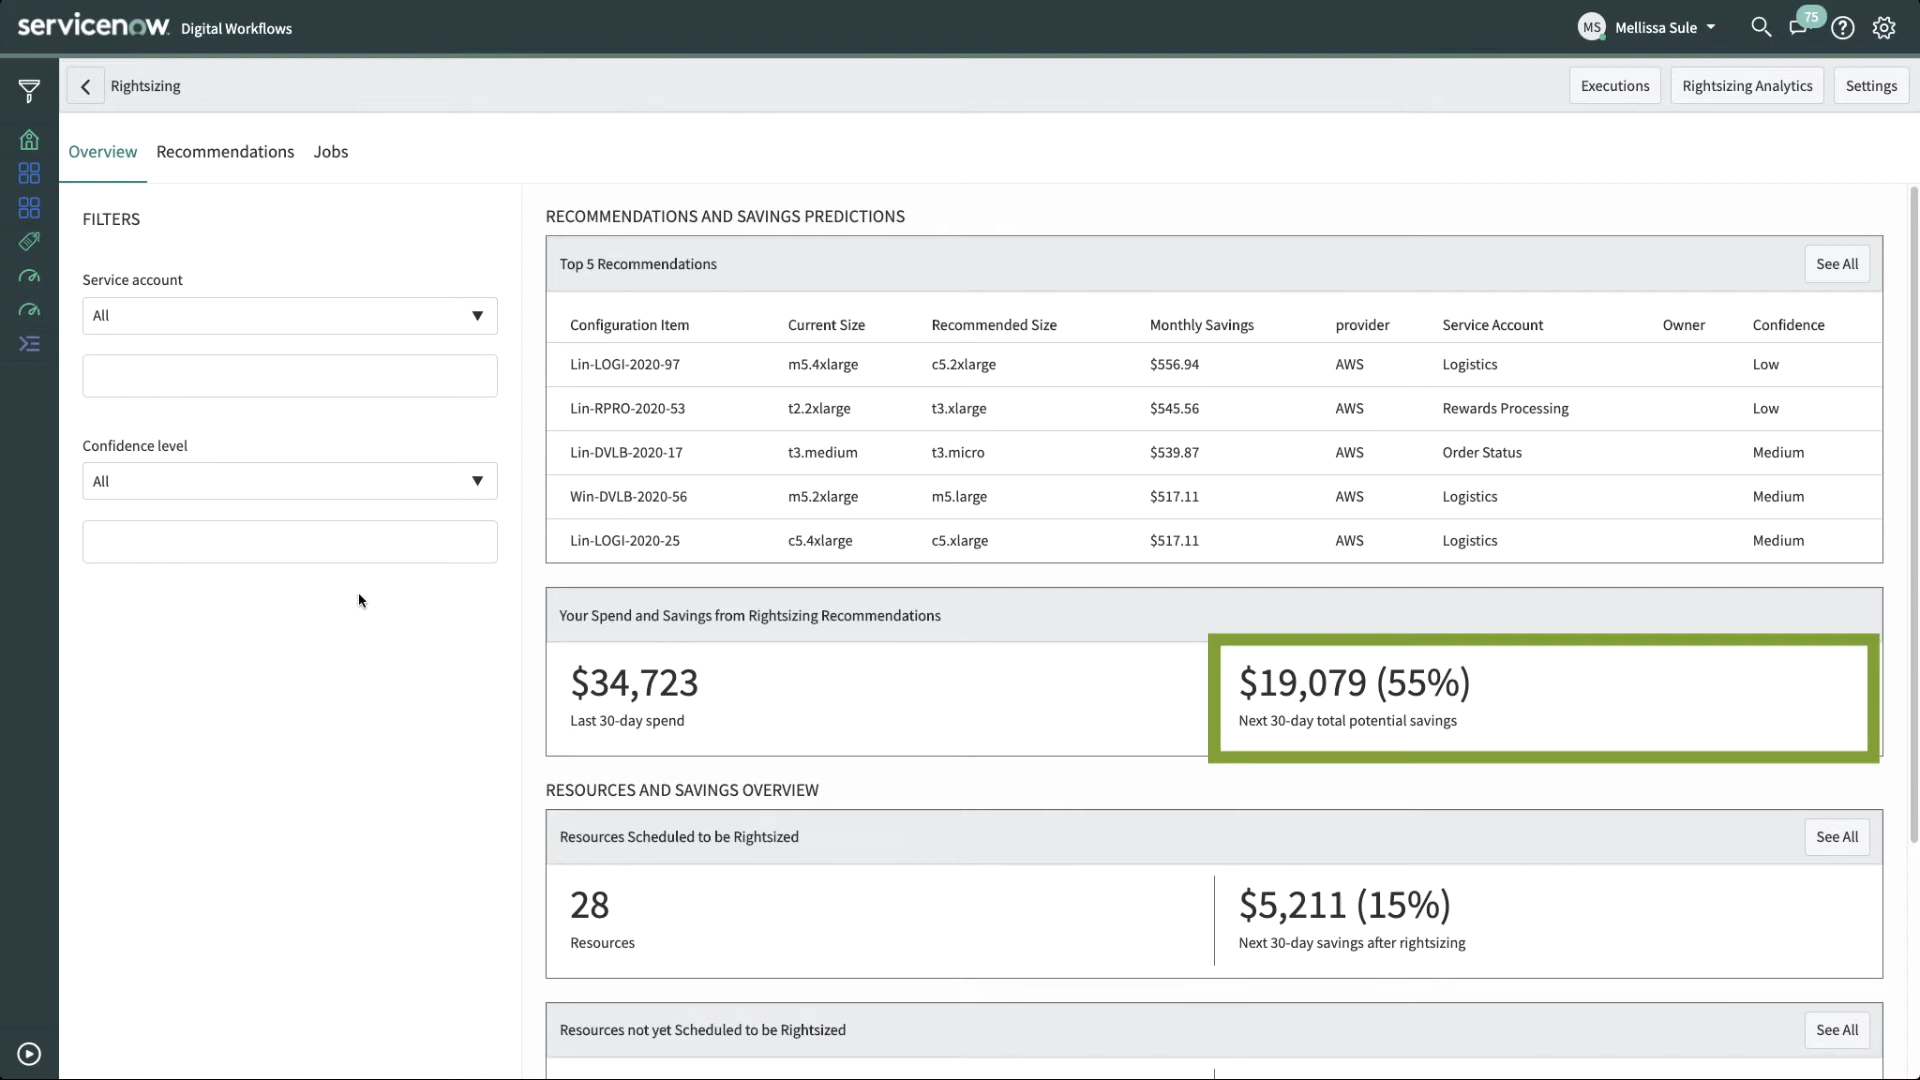 servicenow Digital Workflows
MS Mellissa Sule 75
Rightsizing
Executions Rightsizing Analytics Settings
Overview Recommendations Jobs
FILTERS
Service account
All
Confidence level
All
RECOMMENDATIONS AND SAVINGS PREDICTIONS
Top 5 Recommendations See All
Configuration Item Current Size Recommended Size Monthly Savings provider Service Account Owner Confidence
Lin-LOGI-2020-97 m5.4xlarge c5.2xlarge $556.94 AWS Logistics Low
Lin-RPRO-2020-53 t2.2xlarge t3.xlarge $545.56 AWS Rewards Processing Low
Lin-DVLB-2020-17 t3.medium t3.micro $539.87 AWS Order Status Medium
Win-DVLB-2020-56 m5.2xlarge m5.large $517.11 AWS Logistics Medium
Lin-LOGI-2020-25 c5.4xlarge c5.xlarge $517.11 AWS Logistics Medium
Your Spend and Savings from Rightsizing Recommendations
$34,723 $19,079 (55%)
Last 30-day spend Next 30-day total potential savings
RESOURCES AND SAVINGS OVERVIEW
Resources Scheduled to be Rightsized See All
28 $5,211 (15%)
Resources Next 30-day savings after rightsizing
Resources not yet Scheduled to be Rightsized See All